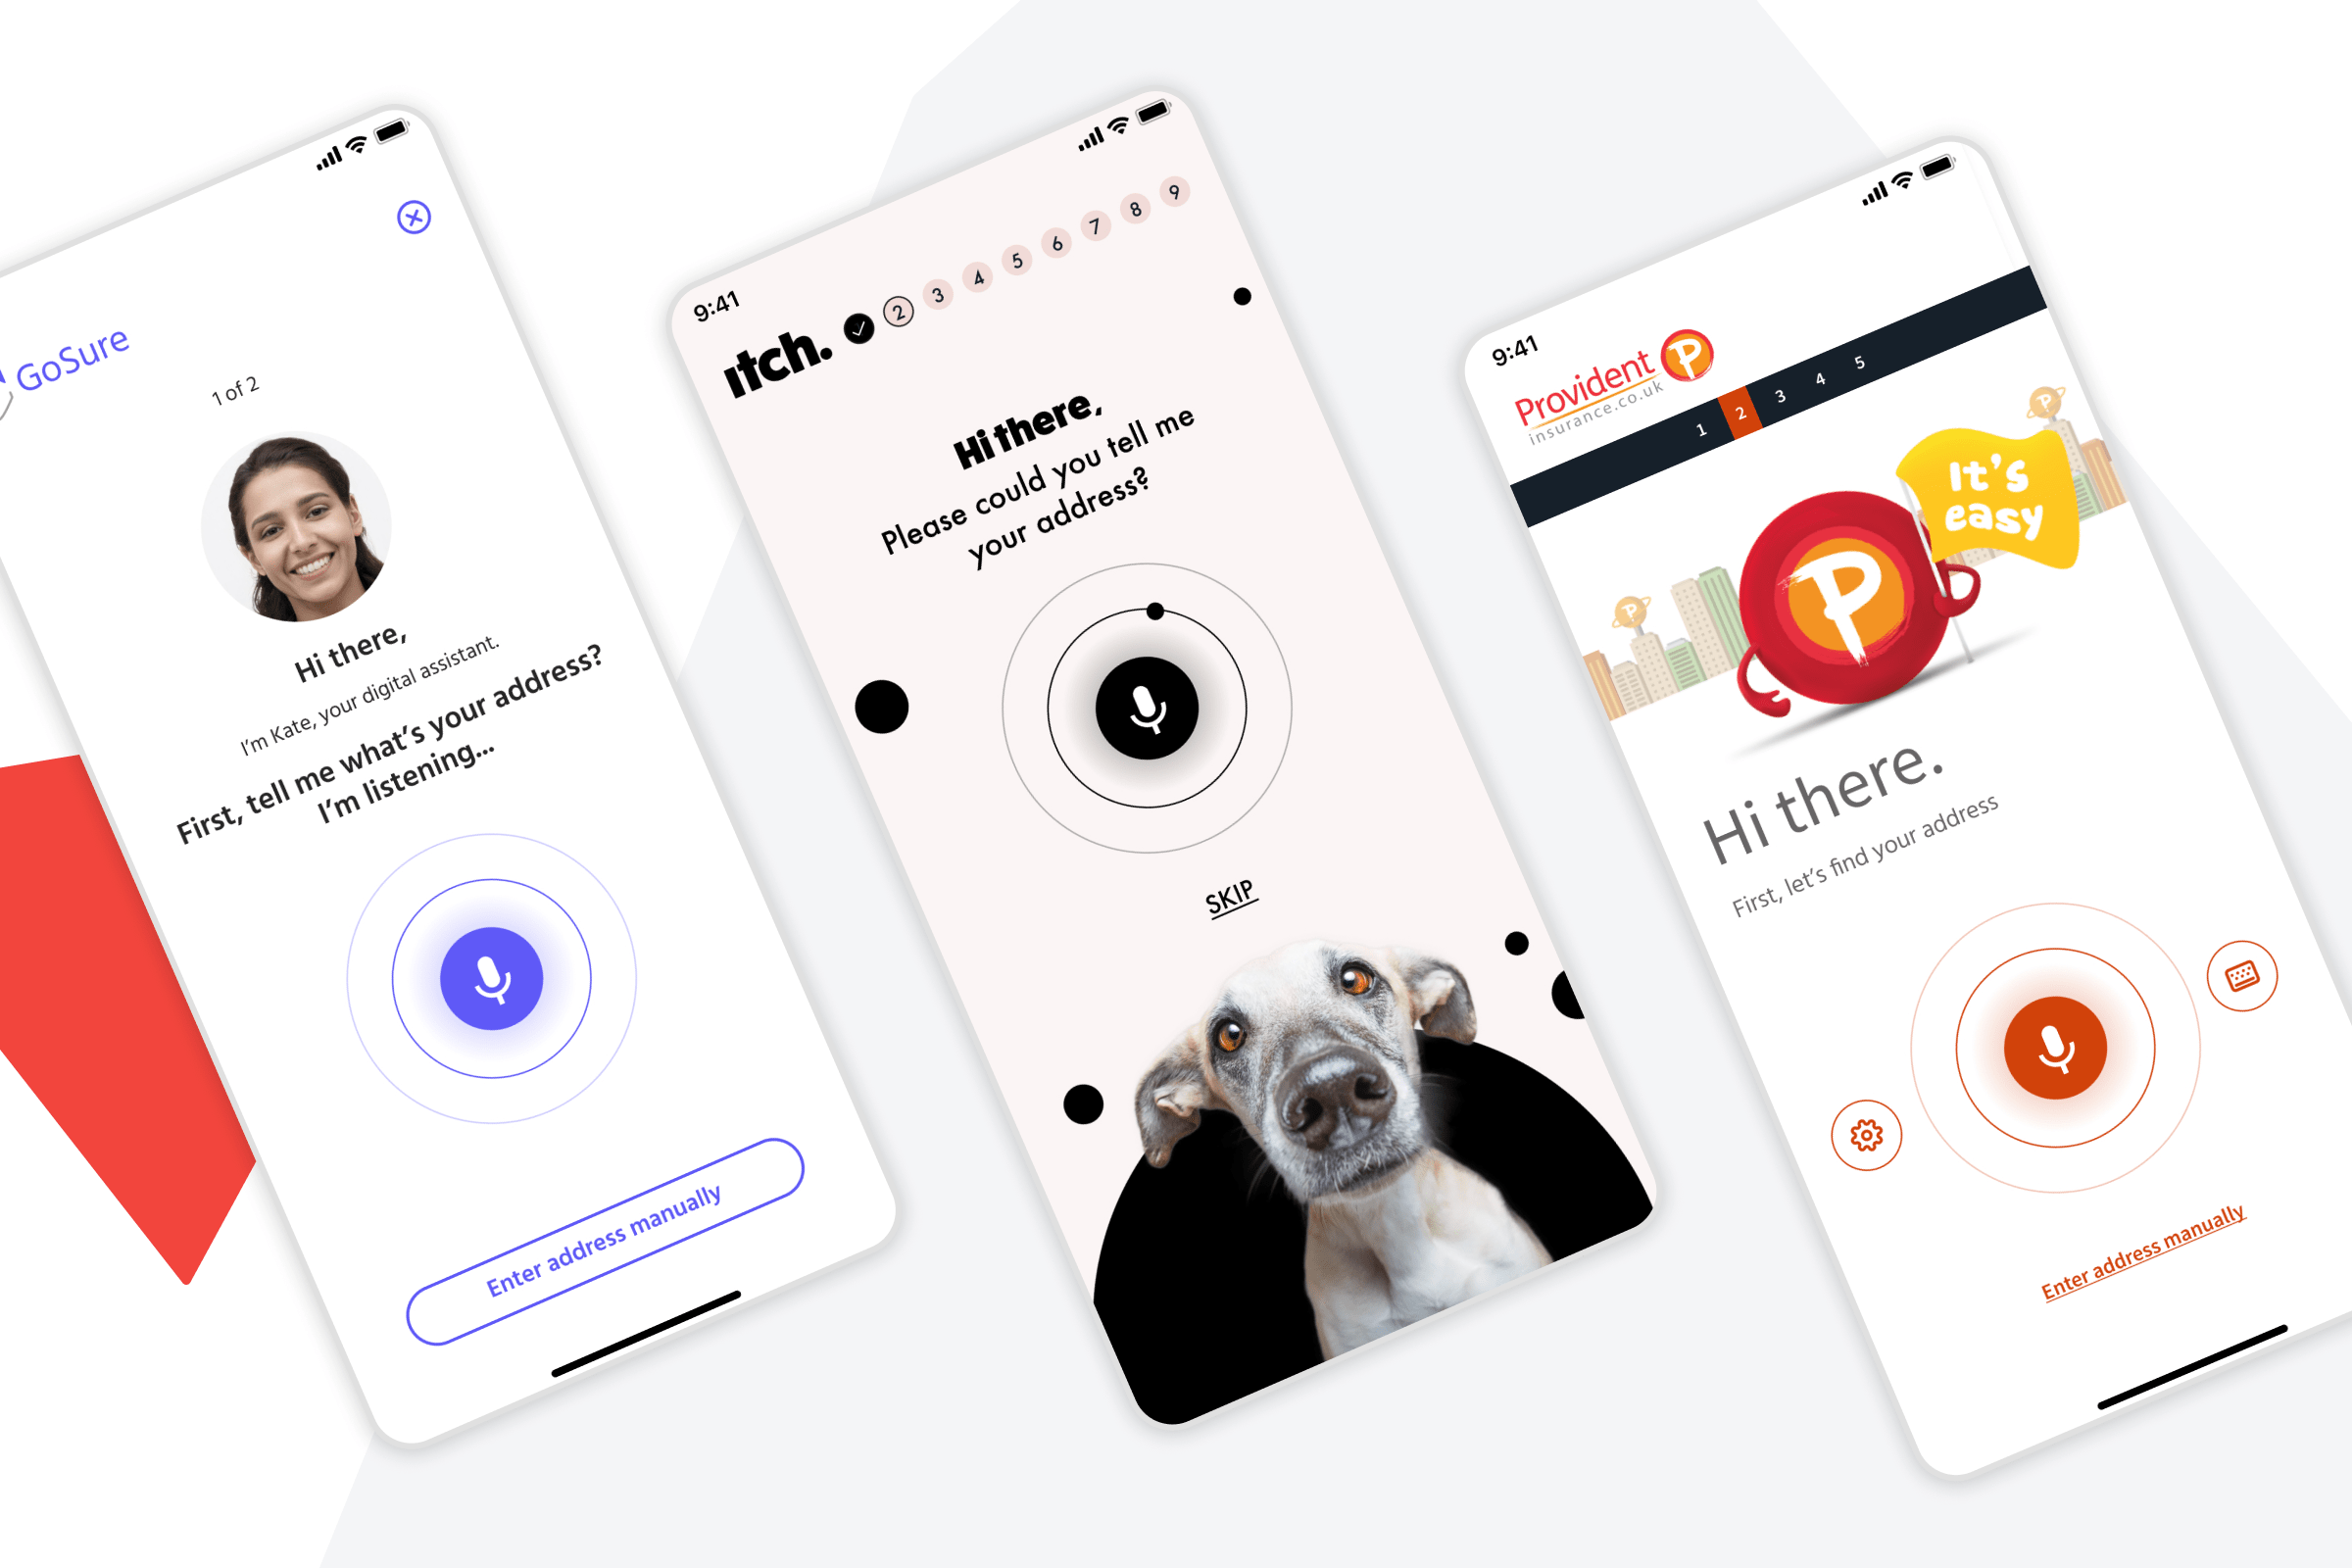 GoSure
1 of 2
Hi there,
I'm Kate, your digital assistant.
First, tell me what's your address?
I'm listening...
Enter address manually
9:41
ıtch.
2 3 4 5 6 7 8 9
Hi there,
Please could you tell me
your address?
SKIP
9:41
Provident P
insurance.co.uk
1 2 3 4 5
P
P
It's
easy
P
Hi there.
First, let's find your address
Enter address manually